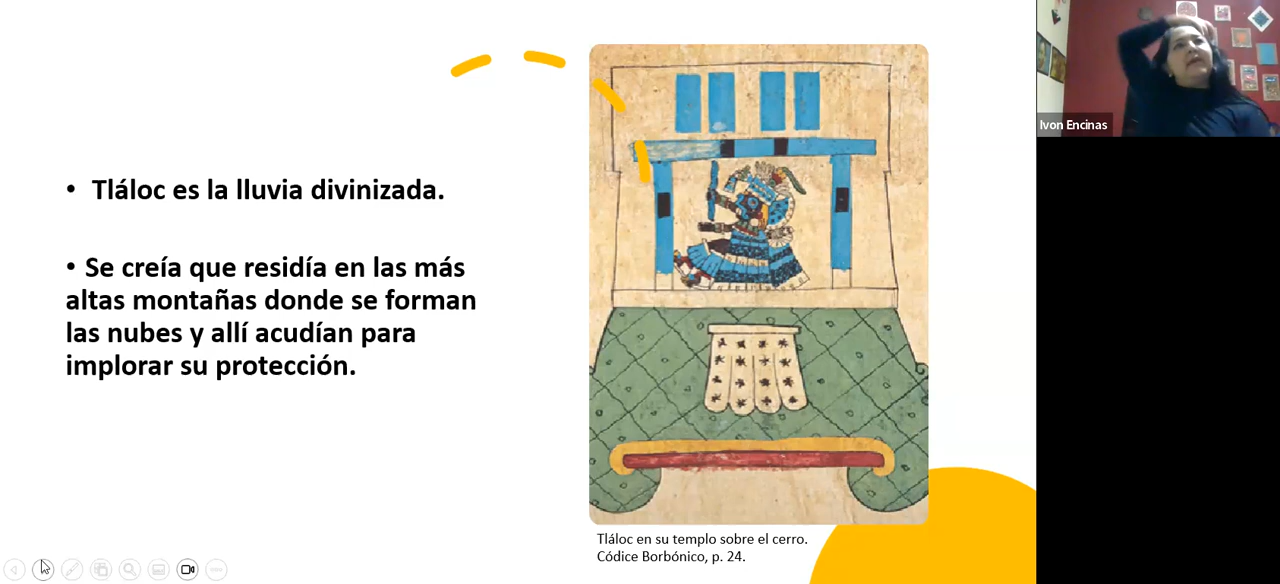 • Tláloc es la lluvia divinizada.
• Se creía que residía en las más
altas montañas donde se forman
las nubes y allí acudían para
implorar su protección.
Tláloc en su templo sobre el cerro.
Códice Borbónico, p. 24.
Ivon Encinas